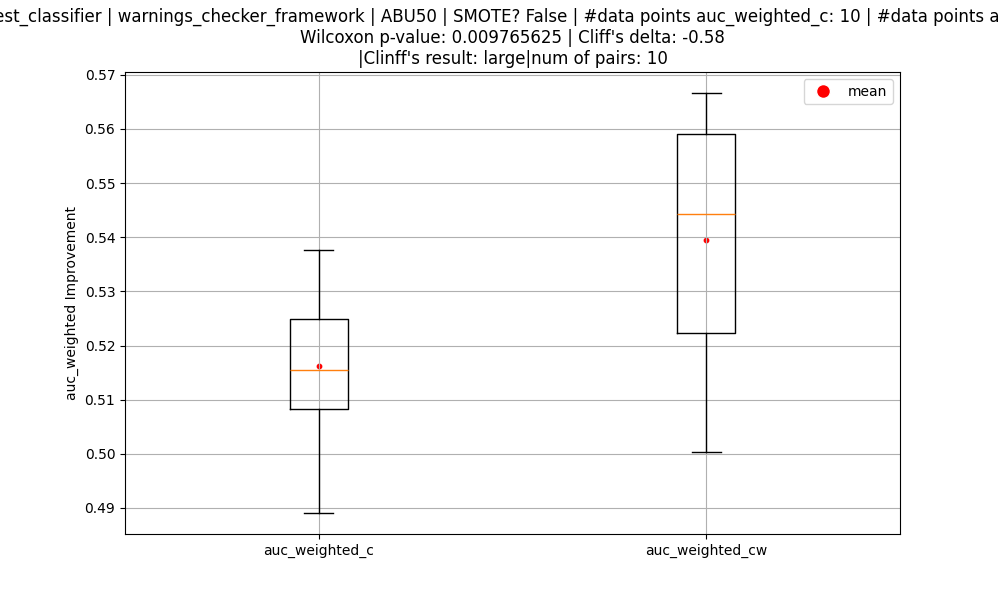 est_classifier | warnings_checker_framework | ABU50 | SMOTE? False | #data points auc_weighted_c: 10 | #data points a
Wilcoxon p-value: 0.009765625 | Cliff's delta: -0.58
|Clinff's result: large|num of pairs: 10
mean
0.57
0.56
0.55
0.54
0.53
0.52
0.51
0.50
0.49
auc_weighted Improvement
auc_weighted_c
auc_weighted_cw